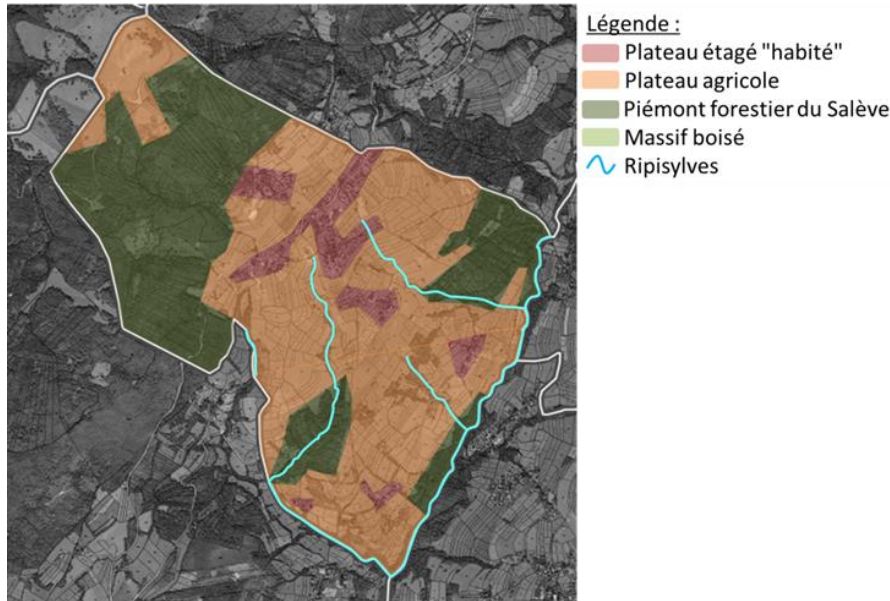 Légende :
Plateau étagé "habité"
Plateau agricole
Piémont forestier du Salève
Massif boisé
Ripisylves